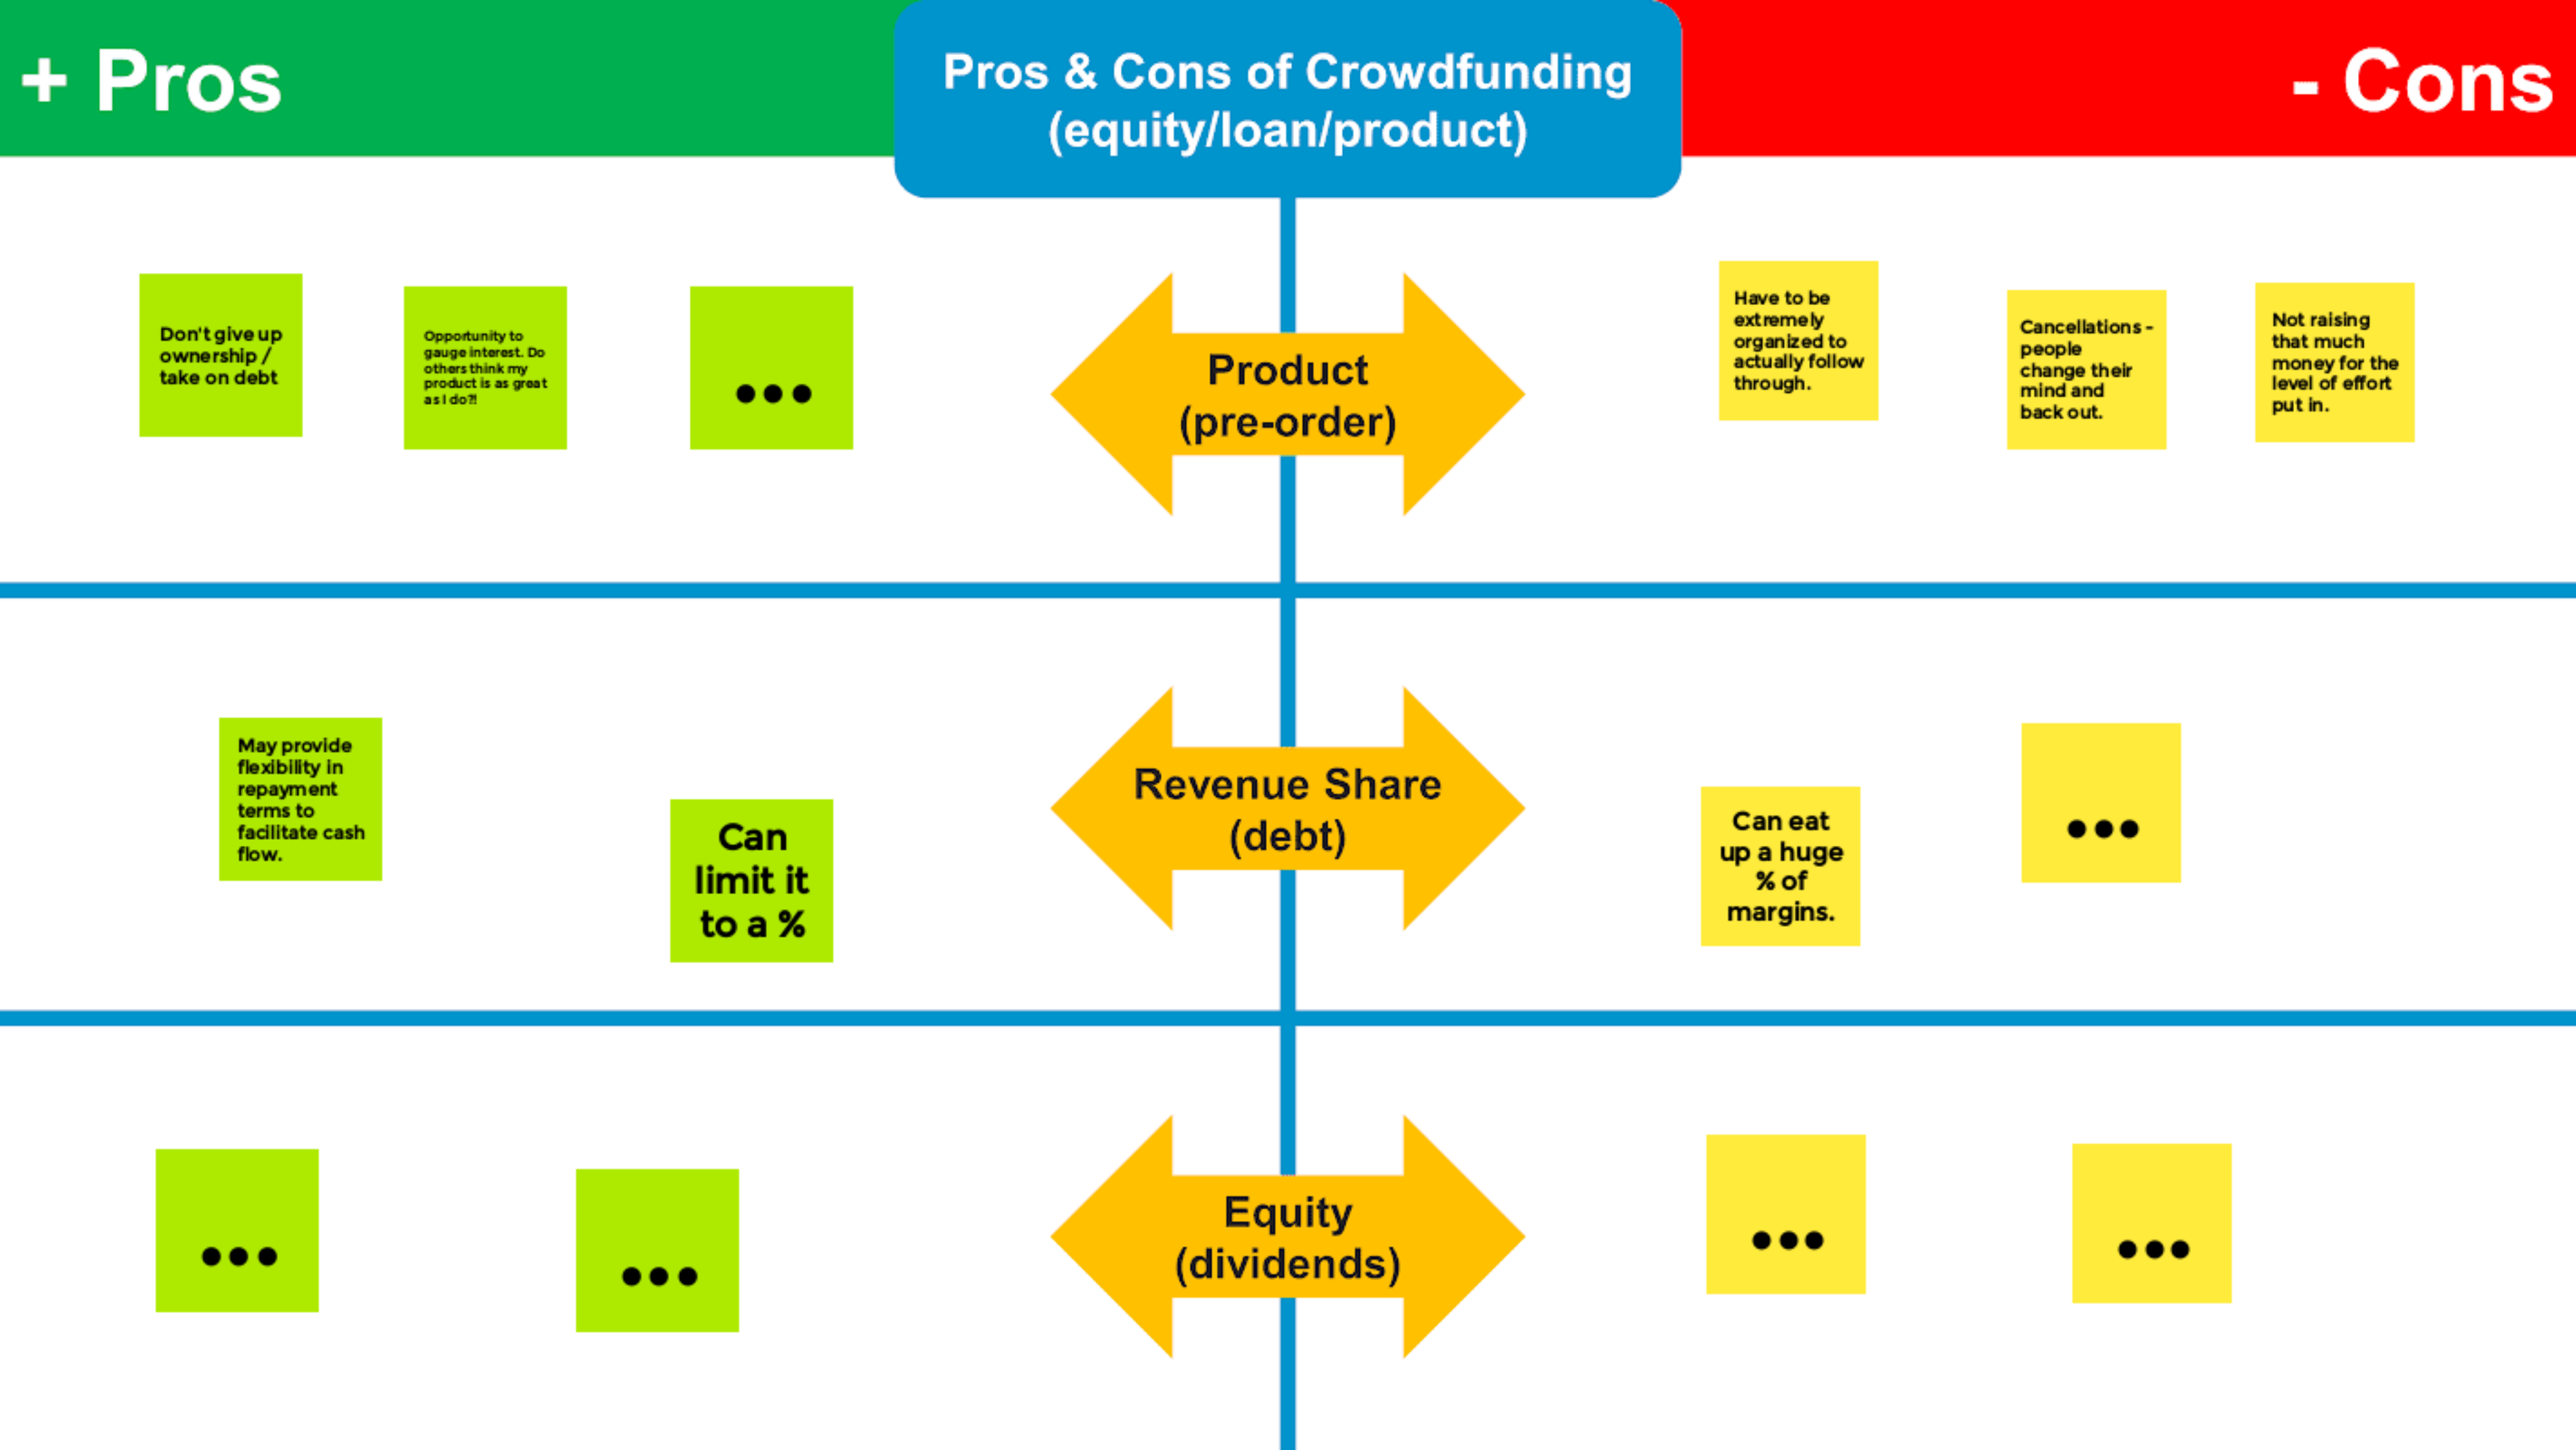 + Pros
Pros & Cons of Crowdfunding
(equity/loan/product)
- Cons
Don't give up
ownership /
take on debt
Opportunity to
gauge interest. Do
others think my
product is as great
as I do?!
...
Product
(pre-order)
Have to be
extremely
organized to
actually follow
through.
Cancellations -
people
change their
mind and
back out.
Not raising
that much
money for the
level of effort
put in.
May provide
flexibility in
repayment
terms to
facilitate cash
flow.
Can
limit it
to a %
Revenue Share
(debt)
Can eat
up a huge
% of
margins.
...
...
...
Equity
(dividends)
...
...